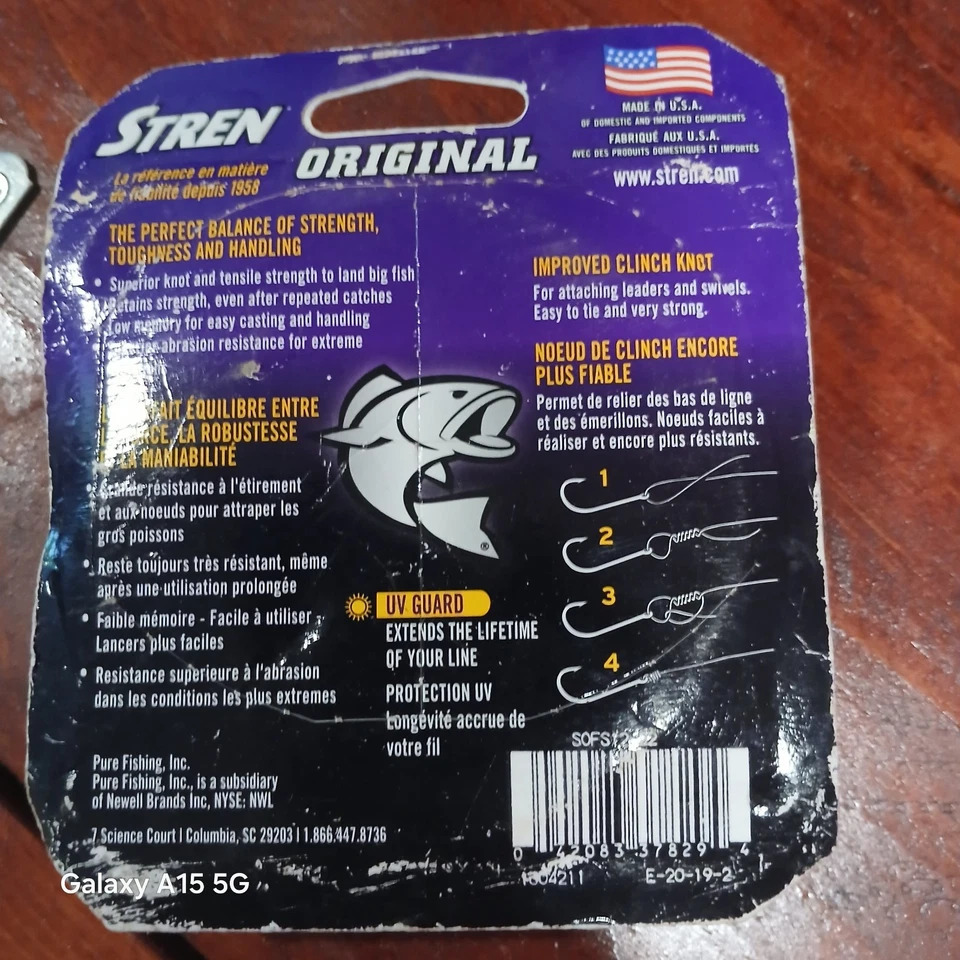 STREN
ORIGINAL
La référence en matière
de fiabilité depuis 1958
MADE IN U.S.A.
OF DOMESTIC AND IMPORTED COMPONENTS
FABRIQUÉ AUX U.S.A.
AVEC DES PRODUITS DOMESTIQUES ET IMPORTÉS
www.stren.com
THE PERFECT BALANCE OF STRENGTH,
TOUGHNESS AND HANDLING
• Superior knot and tensile strength to land big fish
Retains strength, even after repeated catches
Low memory for easy casting and handling
abrasion resistance for extreme
ÉQUILIBRE ENTRE
LA ROBUSTESSE
LA MANIABILITÉ
• Grande résistance à l'étirement
et aux noeuds pour attraper les
gros poissons
• Reste toujours très résistant, même
après une utilisation prolongée
• Faible mémoire - Facile à utiliser -
Lancers plus faciles
• Resistance superieure à l'abrasion
dans les conditions les plus extremes
UV GUARD
EXTENDS THE LIFETIME
OF YOUR LINE
PROTECTION UV
Longévité accrue de
votre fil
IMPROVED CLINCH KNOT
For attaching leaders and swivels.
Easy to tie and very strong.
NOEUD DE CLINCH ENCORE
PLUS FIABLE
Permet de relier des bas de ligne
et des émerillons. Noeuds faciles à
réaliser et encore plus résistants.
1
2
3
4
Pure Fishing, Inc.
Pure Fishing, Inc., is a subsidiary
of Newell Brands Inc, NYSE: NWL
7 Science Court | Columbia, SC 29203 | 1.866.447.8736
0 42083 37829 4
E-20-19-2
Galaxy A15 5G